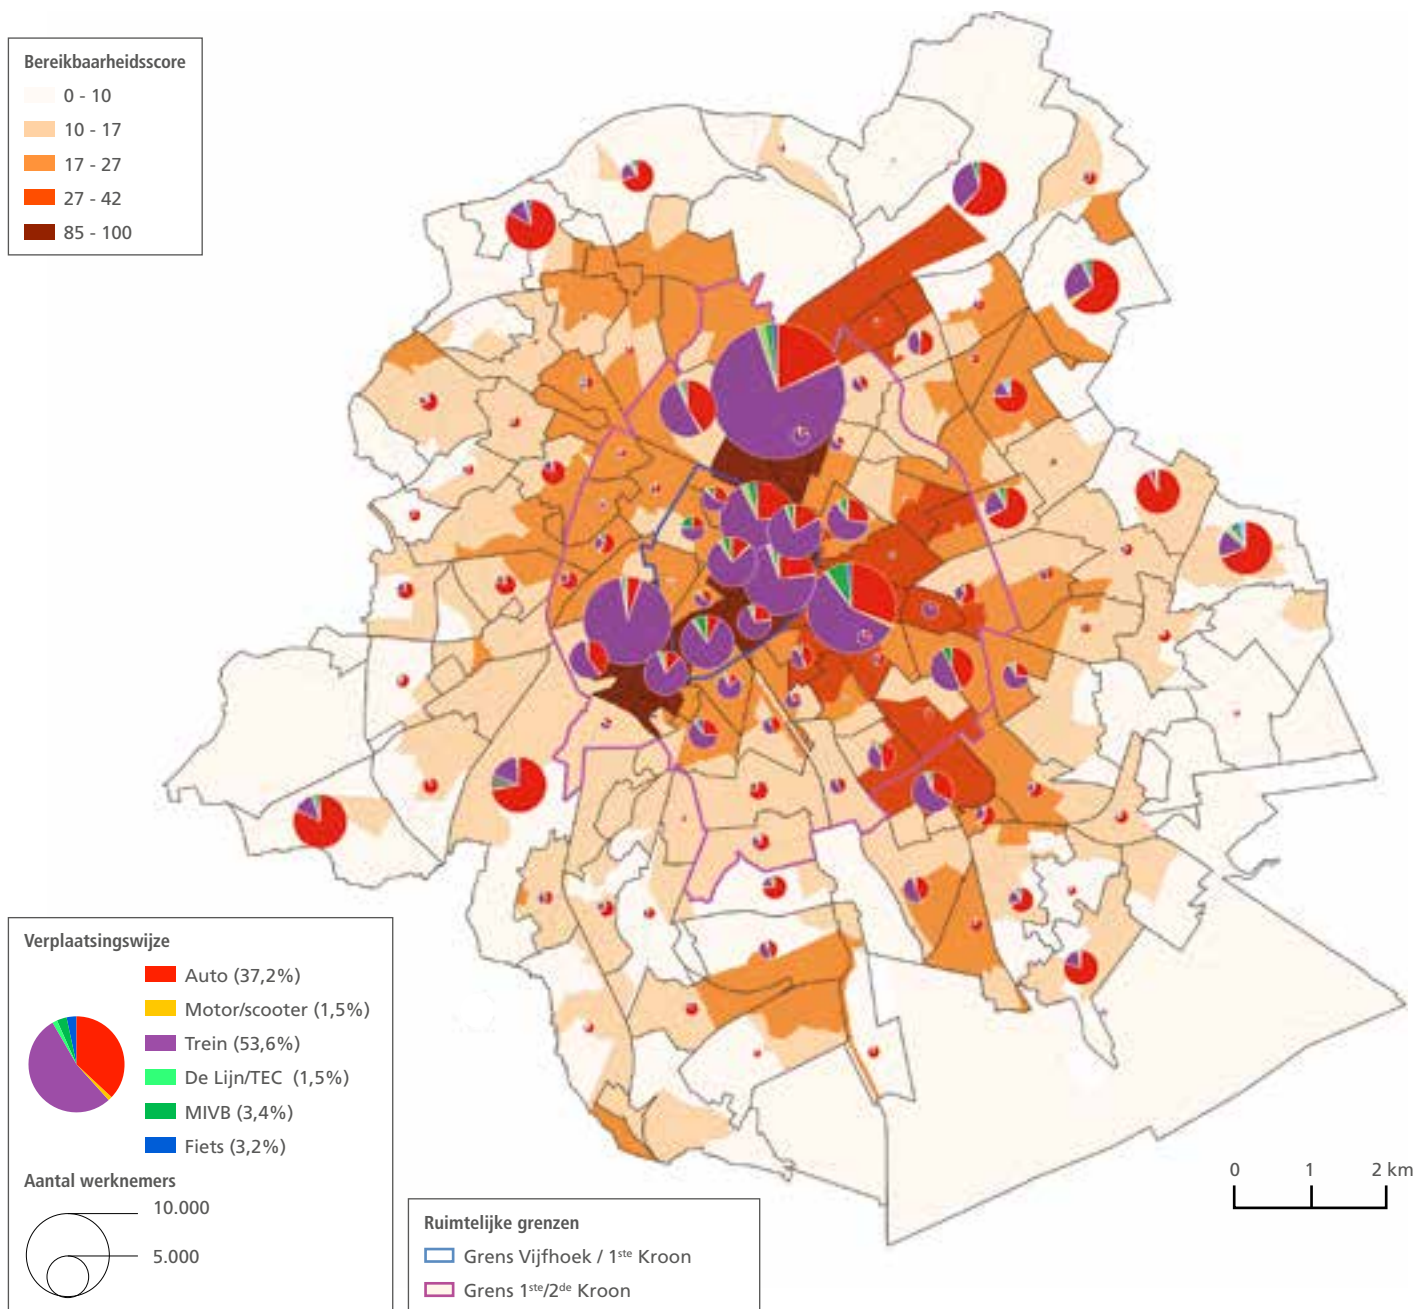 Bereikbaarheidsscore
0 - 10
10 - 17
17 - 27
27 - 42
85 - 100
Verplaatsingswijze
Auto (37,2%)
Motor/scooter (1,5%)
Trein (53,6%)
De Lijn/TEC (1,5%)
MIVB (3,4%)
Fiets (3,2%)
Aantal werknemers
10.000
5.000
Ruimtelijke grenzen
Grens Vijfhoek / 1ste Kroon
Grens 1ste/2de Kroon
0 1 2 km